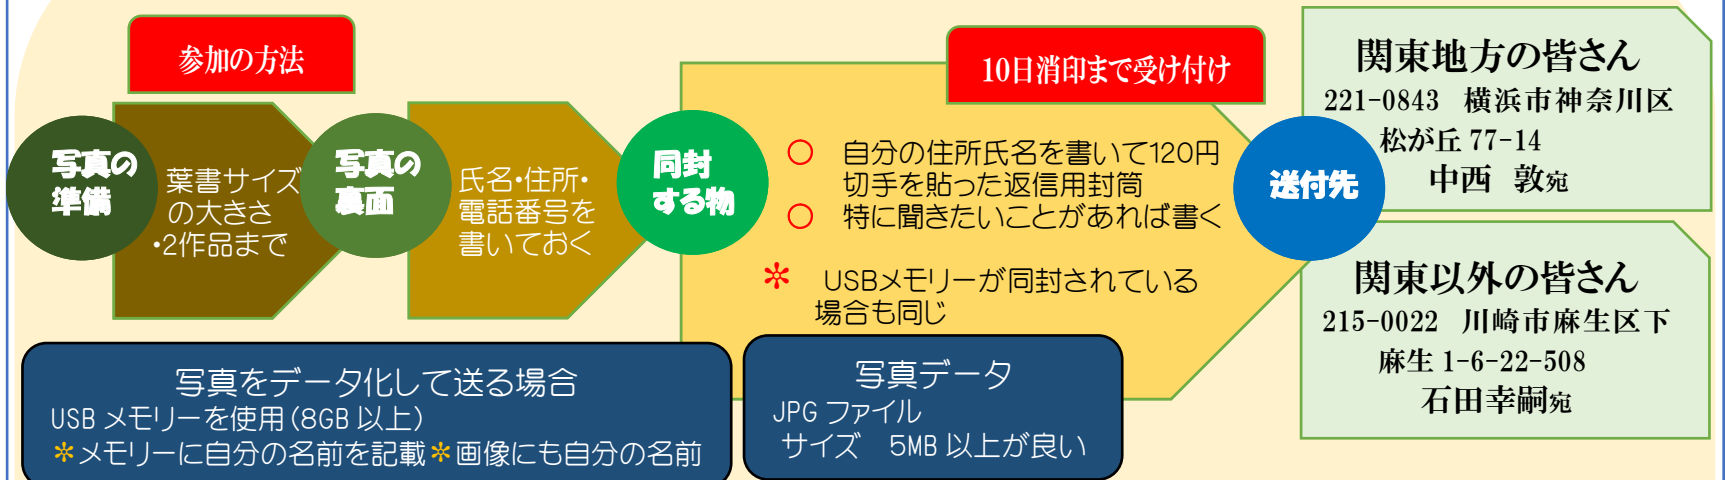 参加の方法
写真の
準備
葉書サイズ
の大きさ
・2作品まで
写真の
裏面
氏名・住所・
電話番号を
書いておく
10日消印まで受け付け
同封
する物
○ 自分の住所氏名を書いて120円
切手を貼った返信用封筒
○ 特に聞きたいことがあれば書く
＊ USBメモリーが同封されている
場合も同じ
送付先
関東地方の皆さん
221-0843 横浜市神奈川区
松が丘 77-14
中西 敦宛
関東以外の皆さん
215-0022 川崎市麻生区下
麻生 1-6-22-508
石田幸嗣宛
写真をデータ化して送る場合
USB メモリーを使用(8GB 以上)
＊メモリーに自分の名前を記載＊画像にも自分の名前
写真データ
JPG ファイル
サイズ 5MB 以上が良い